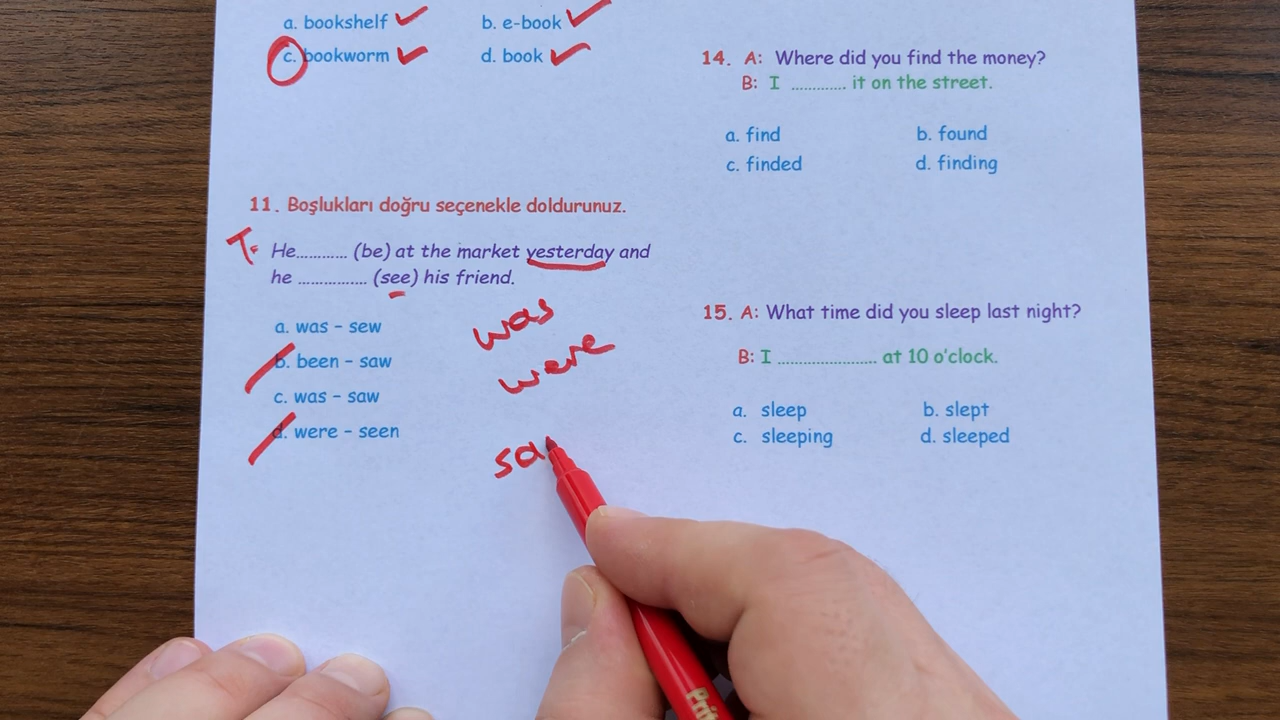 a. bookshelf b. e-book
c. bookworm d. book
11. Boşlukları doğru seçenekle doldurunuz.
T=
He............ (be) at the market yesterday and
he ................. (see) his friend.
a. was - sew
b. been - saw
c. was - saw
d. were - seen
was
were
sa
14. A: Where did you find the money?
B: I ............. it on the street.
a. find b. found
c. finded d. finding
15. A: What time did you sleep last night?
B: I ....................... at 10 o'clock.
a. sleep b. slept
c. sleeping d. sleeped